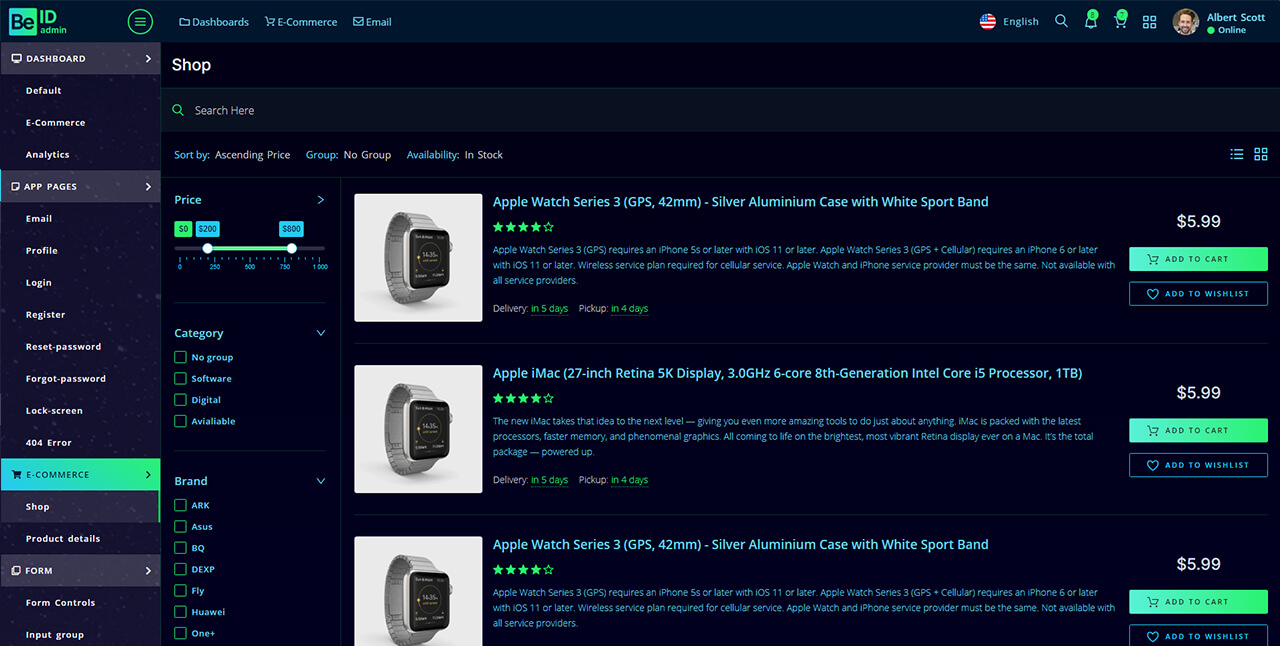 Be ID
admin
Dashboards E-Commerce Email
English
8
7
Albert Scott
Online
DASHBOARD
Default
E-Commerce
Analytics
APP PAGES
Email
Profile
Login
Register
Reset-password
Forgot-password
Lock-screen
404 Error
E-COMMERCE
Shop
Product details
FORM
Form Controls
Input group
Shop
Search Here
Sort by: Ascending Price Group: No Group Availability: In Stock
Price
$0 $200 $800
0 250 500 750 1 000
Category
No group
Software
Digital
Avialiable
Brand
ARK
Asus
BQ
DEXP
Fly
Huawei
One+
Apple Watch Series 3 (GPS, 42mm) - Silver Aluminium Case with White Sport Band
Apple Watch Series 3 (GPS) requires an iPhone 5s or later with iOS 11 or later. Apple Watch Series 3 (GPS + Cellular) requires an iPhone 6 or later
with iOS 11 or later. Wireless service plan required for cellular service. Apple Watch and iPhone service provider must be the same. Not available with
all service providers.
Delivery: in 5 days Pickup: in 4 days
$5.99
ADD TO CART
ADD TO WISHLIST
Apple iMac (27-inch Retina 5K Display, 3.0GHz 6-core 8th-Generation Intel Core i5 Processor, 1TB)
The new iMac takes that idea to the next level — giving you even more amazing tools to do just about anything. iMac is packed with the latest
processors, faster memory, and phenomenal graphics. All coming to life on the brightest, most vibrant Retina display ever on a Mac. It's the total
package — powered up.
Delivery: in 5 days Pickup: in 4 days
$5.99
ADD TO CART
ADD TO WISHLIST
Apple Watch Series 3 (GPS, 42mm) - Silver Aluminium Case with White Sport Band
Apple Watch Series 3 (GPS) requires an iPhone 5s or later with iOS 11 or later. Apple Watch Series 3 (GPS + Cellular) requires an iPhone 6 or later
with iOS 11 or later. Wireless service plan required for cellular service. Apple Watch and iPhone service provider must be the same. Not available with
all service providers.
$5.99
ADD TO CART
ADD TO WISHLIST